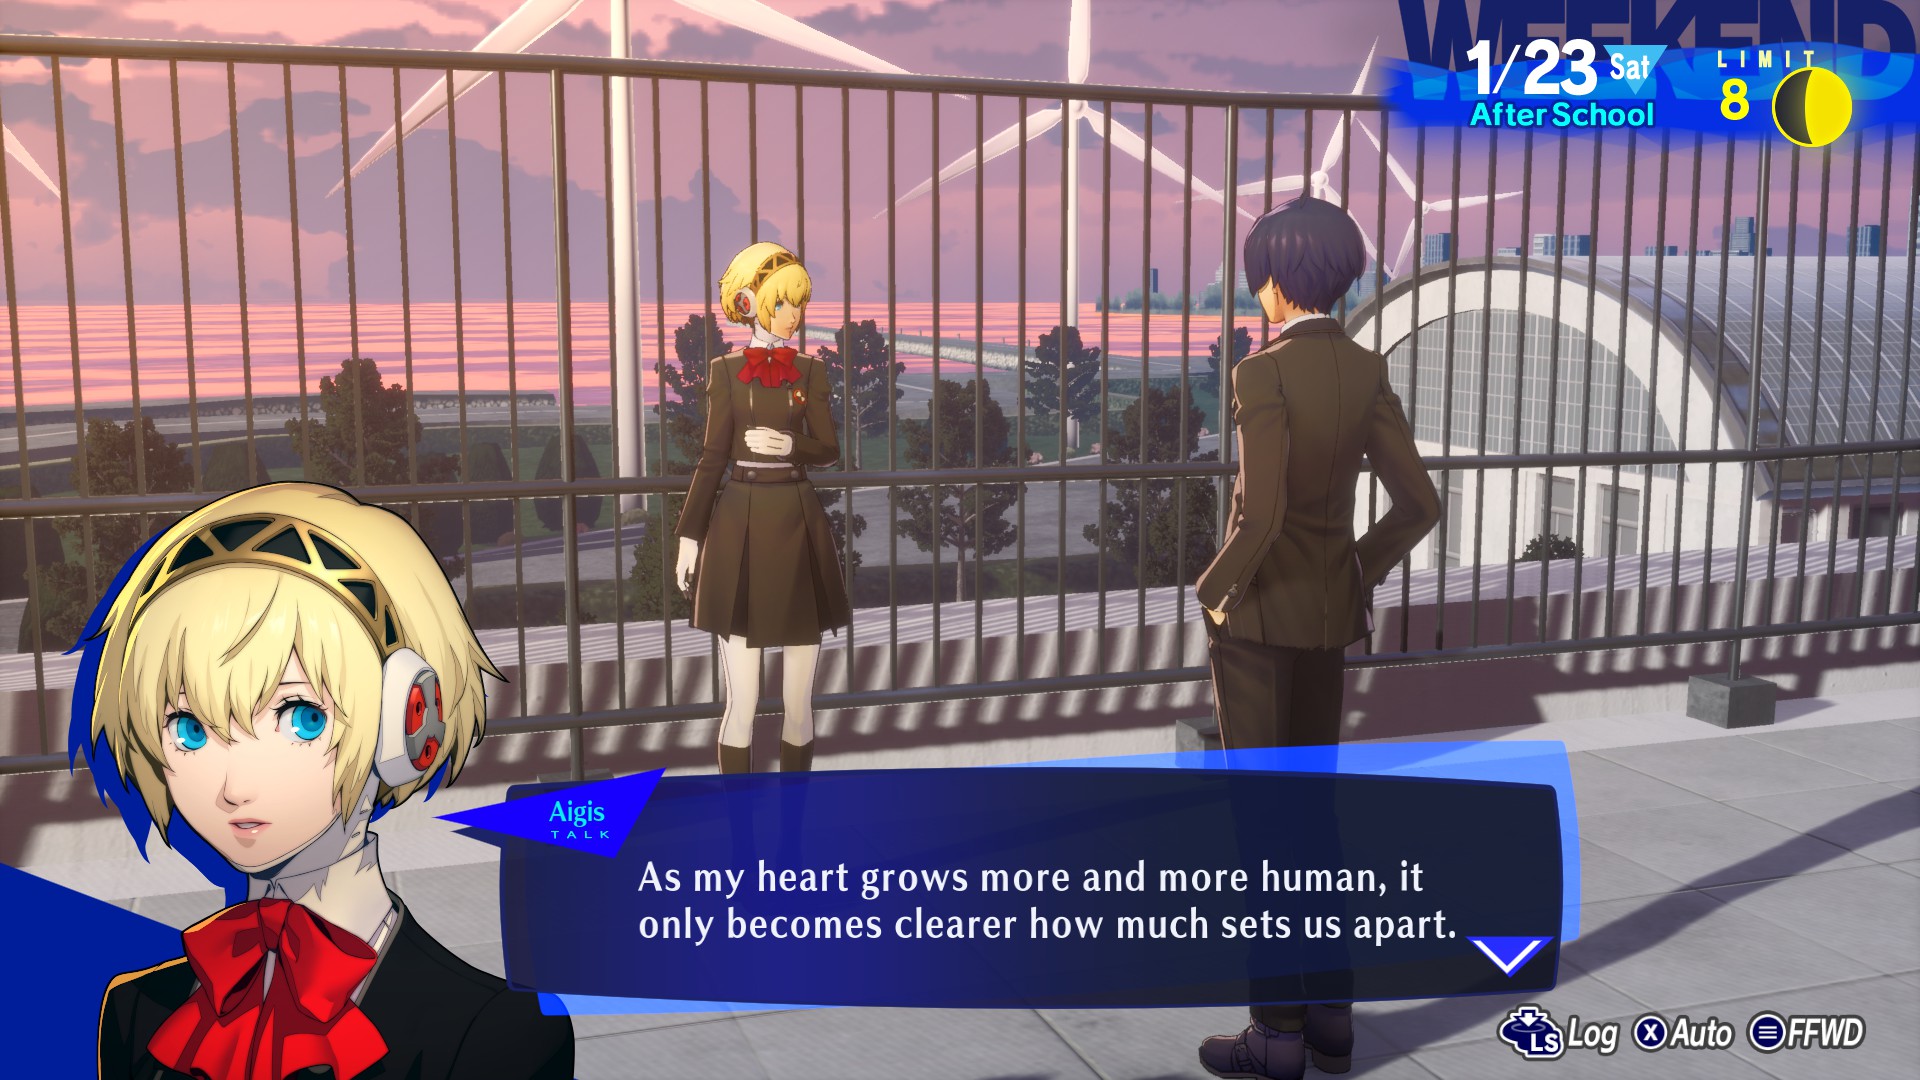 WEEKEND
1/23 Sat
After School
LIMIT
8
Aigis
TALK
As my heart grows more and more human, it
only becomes clearer how much sets us apart.
LS Log X Auto FFWD